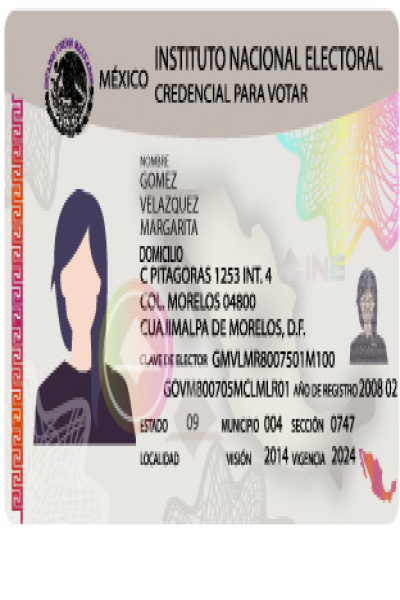 INSTITUTO NACIONAL ELECTORAL
MÉXICO
CREDENCIAL PARA VOTAR
NOMBRE
GOMEZ
VELAZQUEZ
MARGARITA
DOMICILIO
C PITAGORAS 1253 INT. 4
COL. MORELOS 04800
CUAJIMALPA DE MORELOS, D.F.
INE
CLAVE DE ELECTOR GMVLMR8007501M100
GOVM800705MCLMLR01 AÑO DE REGISTRO 2008 02
ESTADO 09 MUNICIPIO 004 SECCIÓN 0747
LOCALIDAD MISIÓN 2014 VIGENCIA 2024